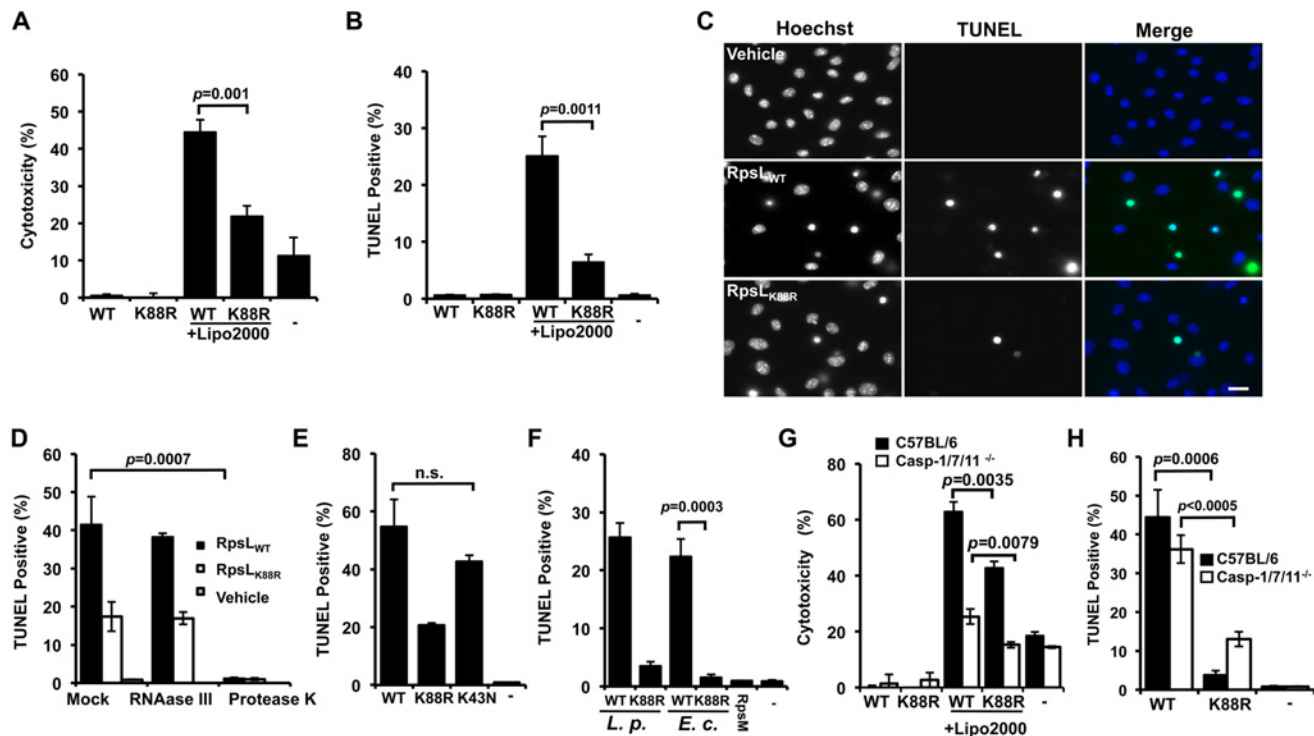 A
Cytotoxicity (%)
60
50
40
30
20
10
0
p=0.001
WT K88R WT K88R -
+Lipo2000
B
TUNEL Positive (%)
40
30
20
10
0
p=0.0011
WT K88R WT K88R -
+Lipo2000
C
Hoechst TUNEL Merge
Vehicle
RpsLWT
RpsLK88R
D
TUNEL Positive (%)
60
50
40
30
20
10
0
p=0.0007
RpsLWT
RpsLK88R
Vehicle
Mock RNAase III Protease K
E
TUNEL Positive (%)
80
60
40
20
0
n.s.
WT K88R K43N -
F
TUNEL Positive (%)
40
30
20
10
0
p=0.0003
WT K88R WT K88R RpsM -
L. p. E. c.
G
C57BL/6
Casp-1/7/11 -/-
Cytotoxicity (%)
80
60
40
20
0
p=0.0035
p=0.0079
WT K88R WT K88R -
+Lipo2000
H
TUNEL Positive (%)
60
50
40
30
20
10
0
p=0.0006
p<0.0005
C57BL/6
Casp-1/7/11-/-
WT K88R -